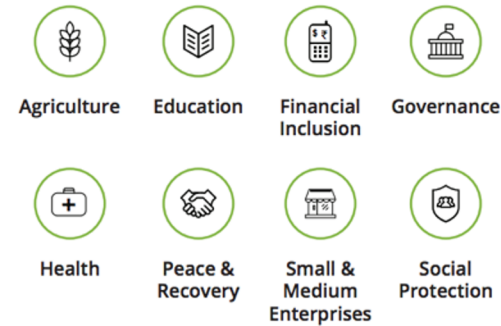 Agriculture
Education
Financial
Inclusion
Governance
Health
Peace &
Recovery
Small &
Medium
Enterprises
Social
Protection